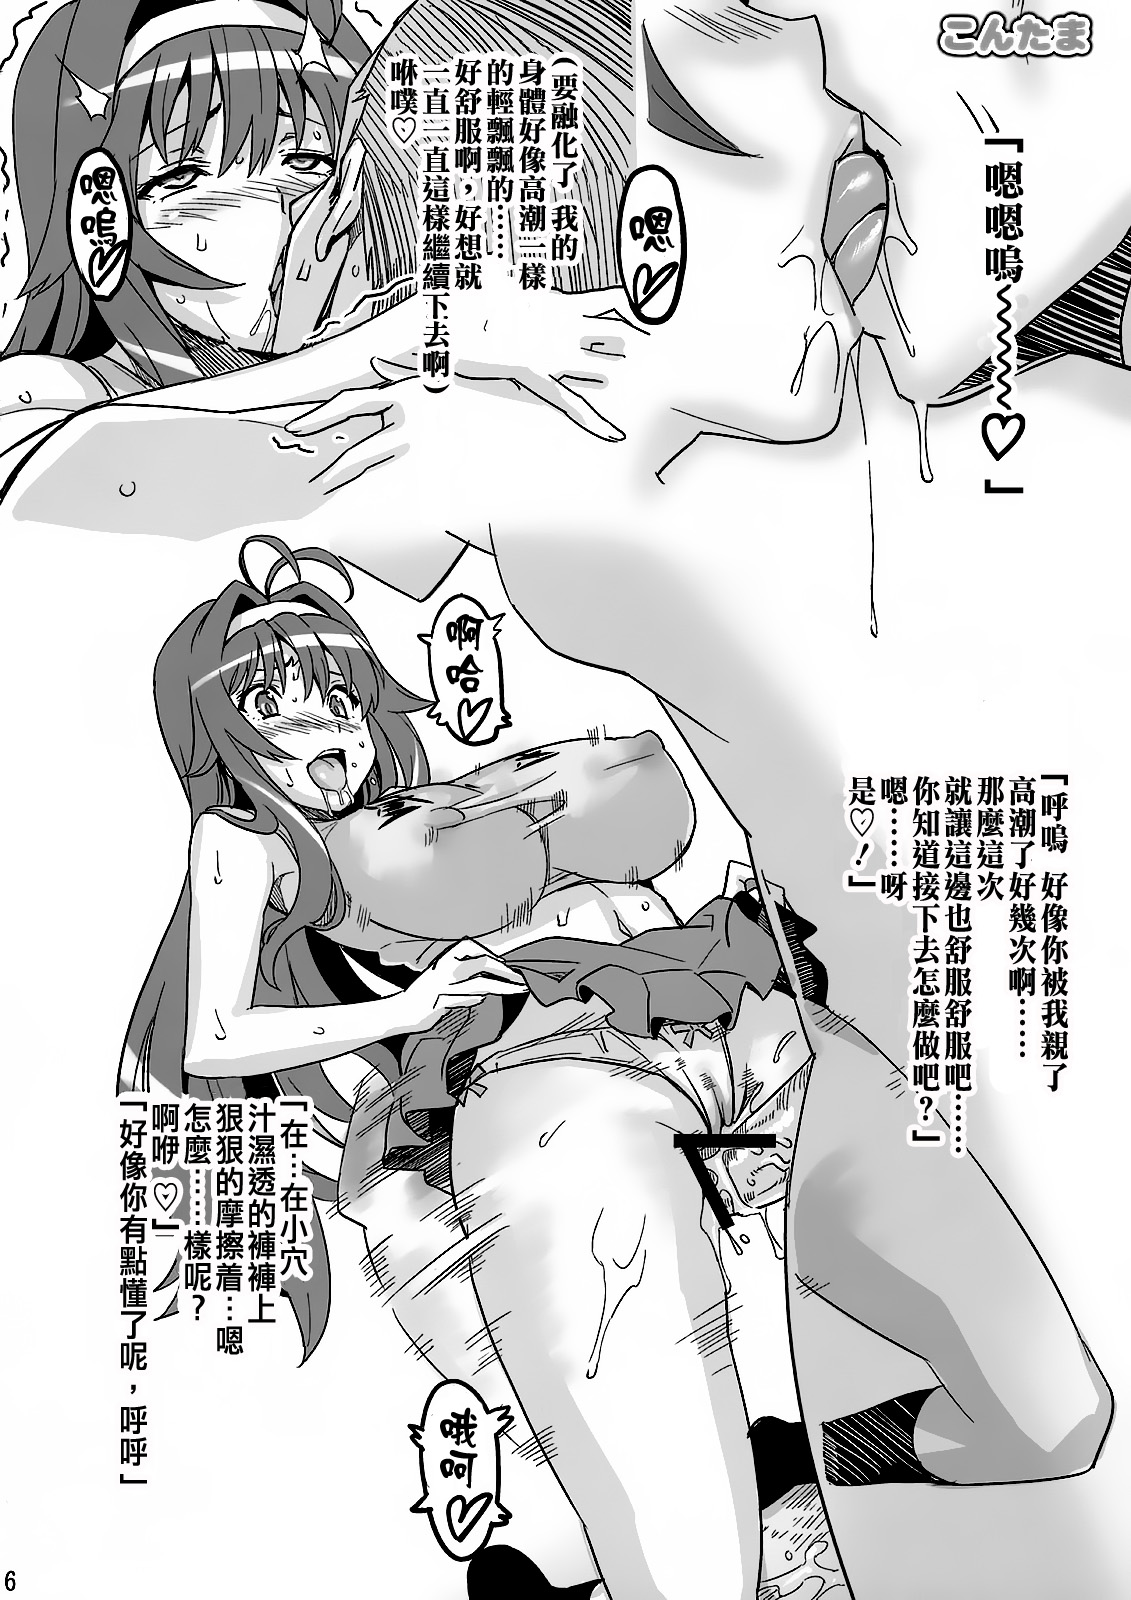 こんたま
「嗯嗯嗚～～～～～♡」
嗯♡
(要融化了，我的
身體好像高潮一樣
的輕飄飄的……
好舒服啊，好想就
一直一直這樣繼續下去啊)
咻噗♡
嗯嗚♡
啊哈♡
「呼嗚 好像你被我親了
高潮了好幾次啊……
那麼這次
就讓這邊也舒服舒服吧……
你知道接下去怎麼做吧？」
嗯……呀
是♡！」
「在…在小穴
汁濕透的褲褲上
狠狠的摩擦着…嗯
怎麼……樣呢？
啊咿♡」
「好像你有點懂了呢，呼呼」
哦呵♡
6